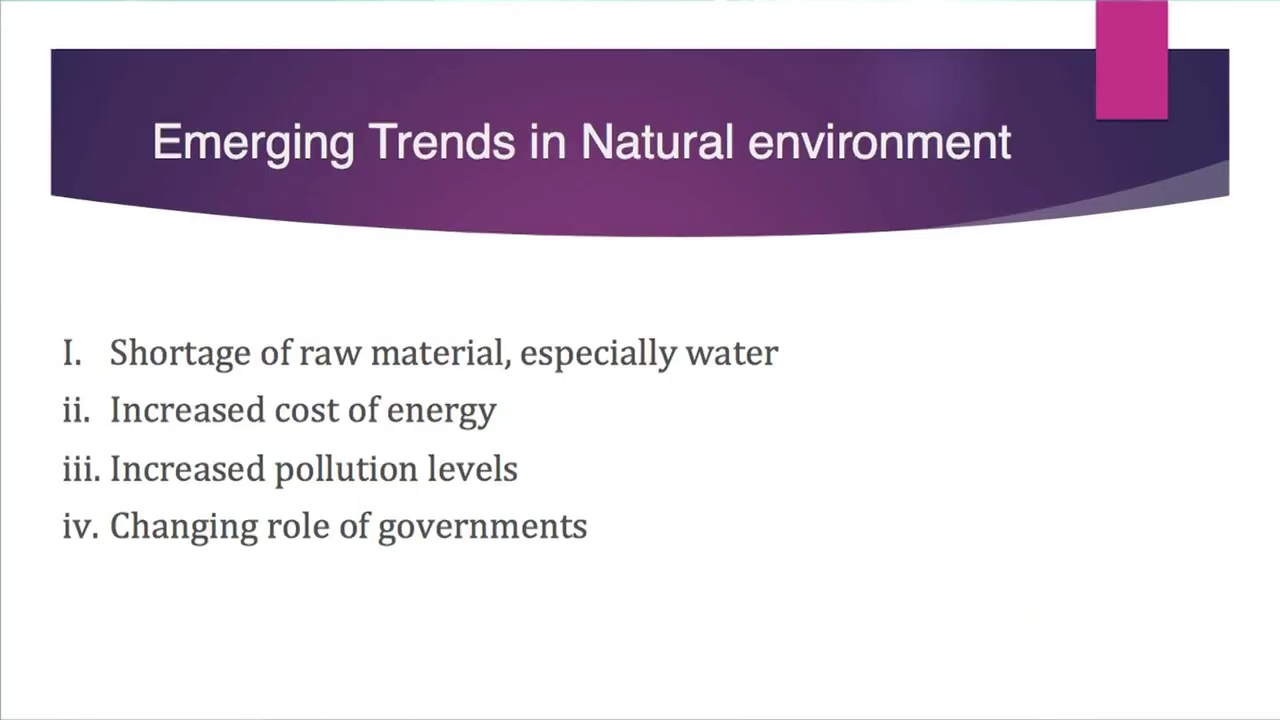 Emerging Trends in Natural environment
I. Shortage of raw material, especially water
ii. Increased cost of energy
iii. Increased pollution levels
iv. Changing role of governments